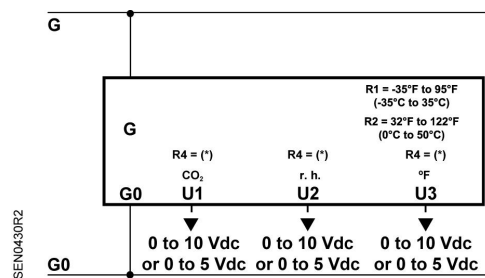 G
R1 = -35°F to 95°F
(-35°C to 35°C)
R2 = 32°F to 122°F
(0°C to 50°C)
G
R4 = (*) R4 = (*) R4 = (*)
CO₂ r. h. ºF
G0 U1 U2 U3
0 to 10 Vdc 0 to 10 Vdc 0 to 10 Vdc
or 0 to 5 Vdc or 0 to 5 Vdc or 0 to 5 Vdc
G0
SEN0430R2